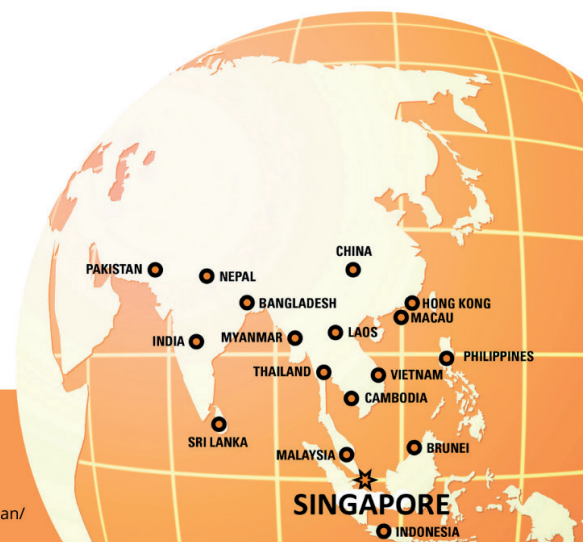 CHINA
PAKISTAN
NEPAL
BANGLADESH
HONG KONG
MACAU
INDIA
MYANMAR
LAOS
PHILIPPINES
THAILAND
VIETNAM
CAMBODIA
SRI LANKA
MALAYSIA
BRUNEI
SINGAPORE
an/
INDONESIA